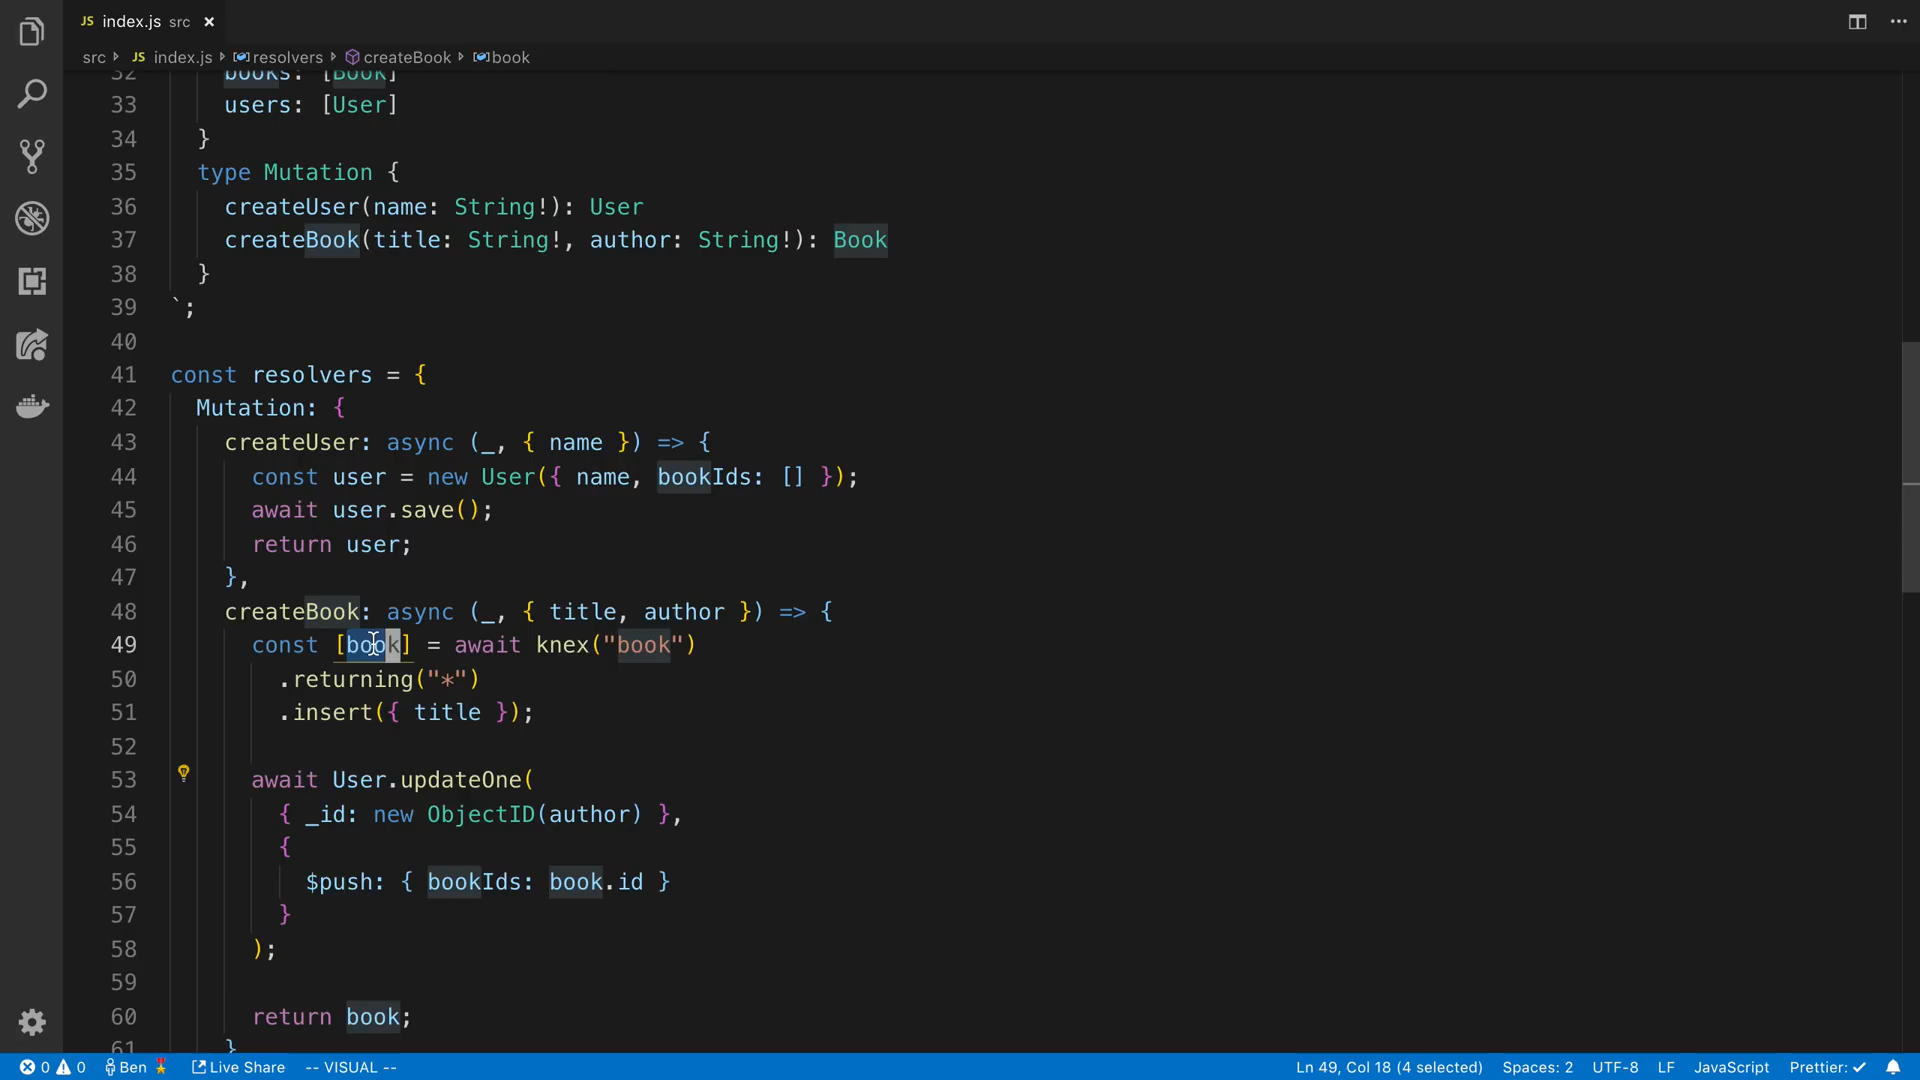 JS index.js src ×
src JS index.js resolvers createBook book
32 books: [Book]
33 users: [User]
34 }
35 type Mutation {
36 createUser(name: String!): User
37 createBook(title: String!, author: String!): Book
38 }
39 `;
40
41 const resolvers = {
42 Mutation: {
43 createUser: async (_, { name }) => {
44 const user = new User({ name, bookIds: [] });
45 await user.save();
46 return user;
47 },
48 createBook: async (_, { title, author }) => {
49 const [book] = await knex("book")
50 .returning("*")
51 .insert({ title });
52
53 await User.updateOne(
54 { _id: new ObjectID(author) },
55 {
56 $push: { bookIds: book.id }
57 }
58 );
59
60 return book;
61 }
0 0 Ben Live Share -- VISUAL -- Ln 49, Col 18 (4 selected) Spaces: 2 UTF-8 LF JavaScript Prettier: ✓